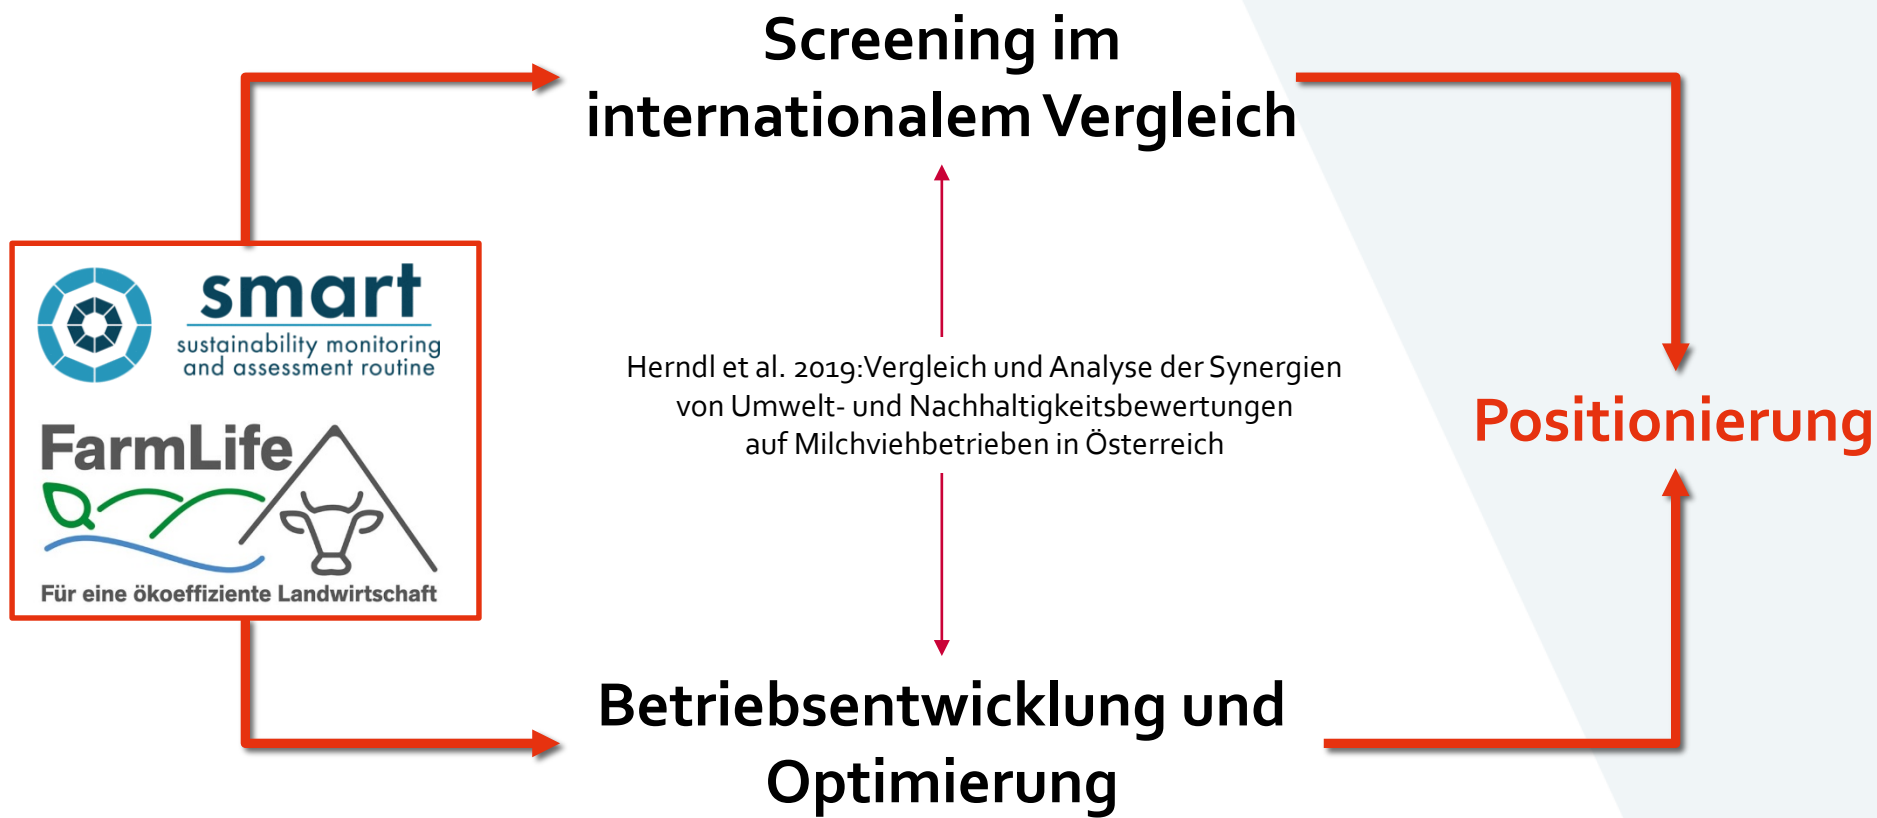 Screening im
internationalem Vergleich
smart
sustainability monitoring
and assessment routine
FarmLife
Für eine ökoeffiziente Landwirtschaft
Herndl et al. 2019:Vergleich und Analyse der Synergien
von Umwelt- und Nachhaltigkeitsbewertungen
auf Milchviehbetrieben in Österreich
Positionierung
Betriebsentwicklung und
Optimierung